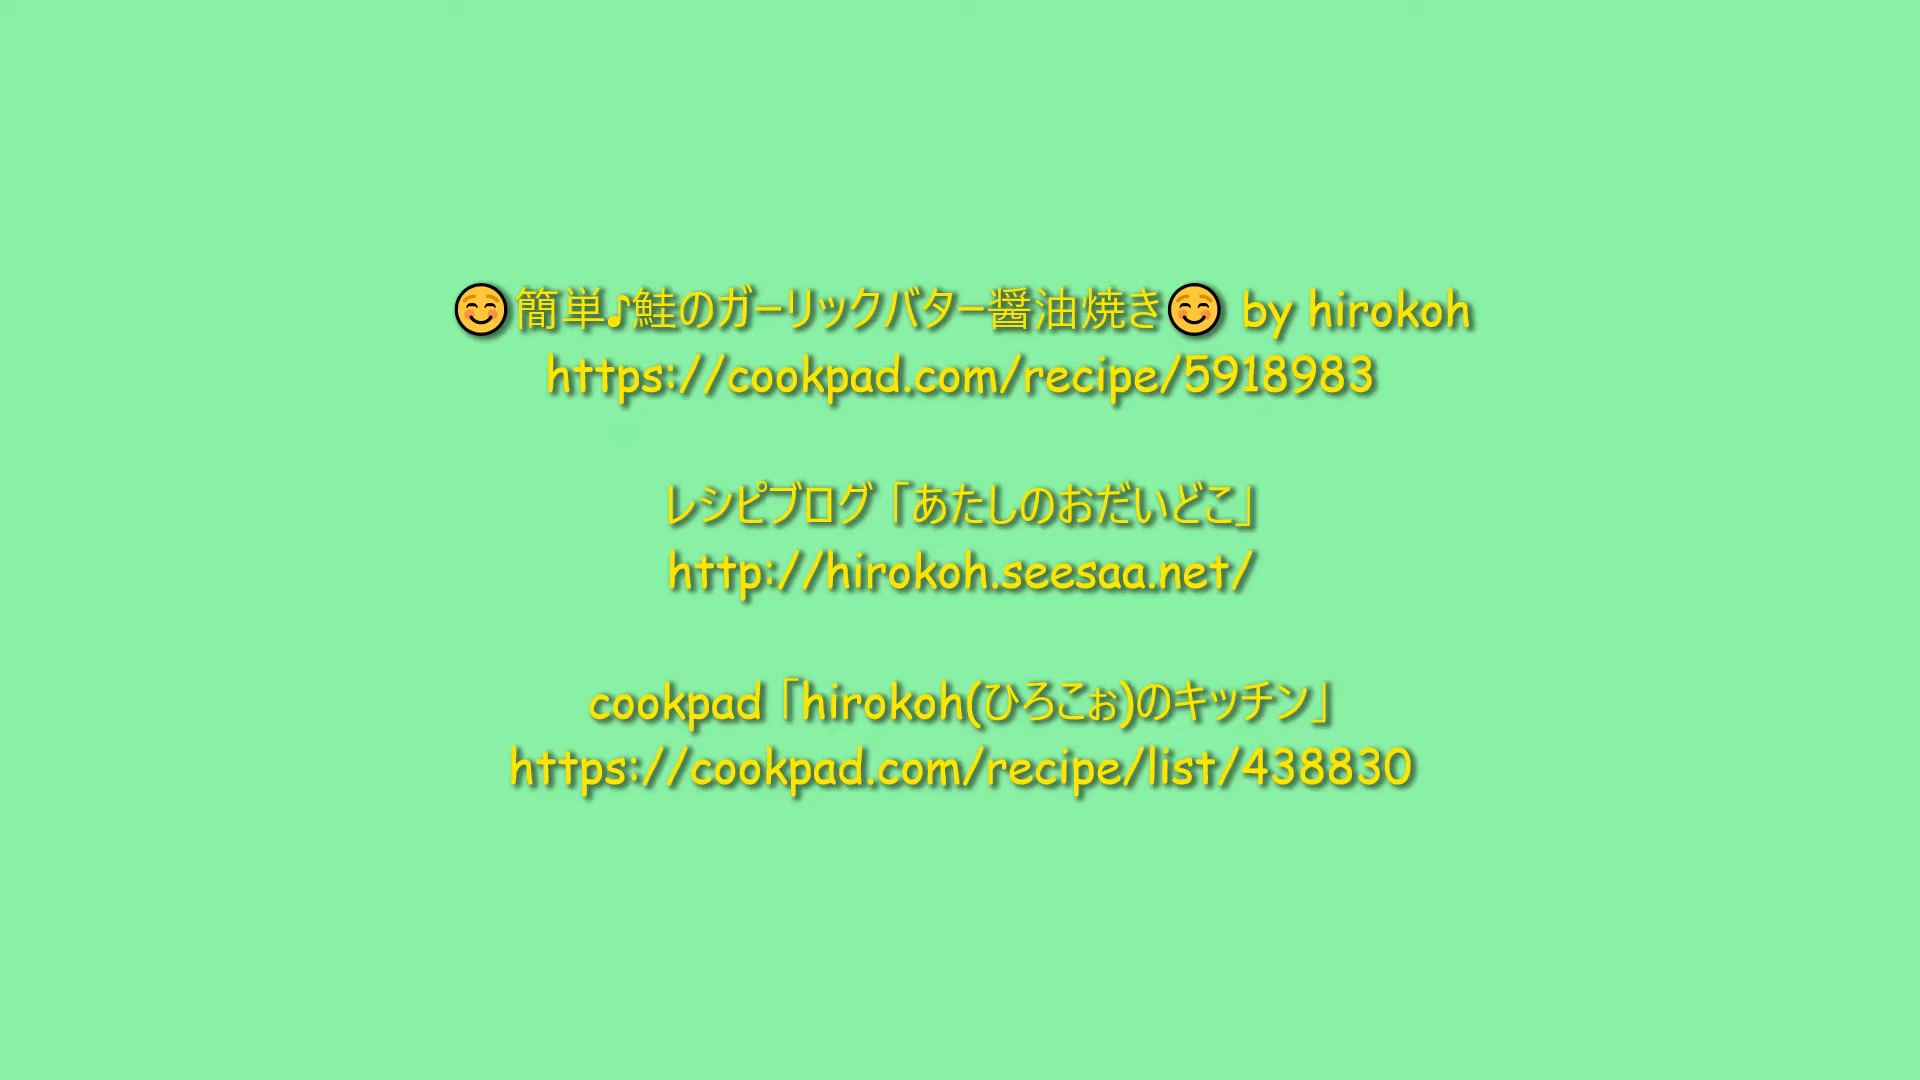 😊簡単♪鮭のガーリックバター醤油焼き😊 by hirokoh
https://cookpad.com/recipe/5918983
レシピブログ「あたしのおだいどこ」
http://hirokoh.seesaa.net/
cookpad「hirokoh(ひろこぉ)のキッチン」
https://cookpad.com/recipe/list/438830